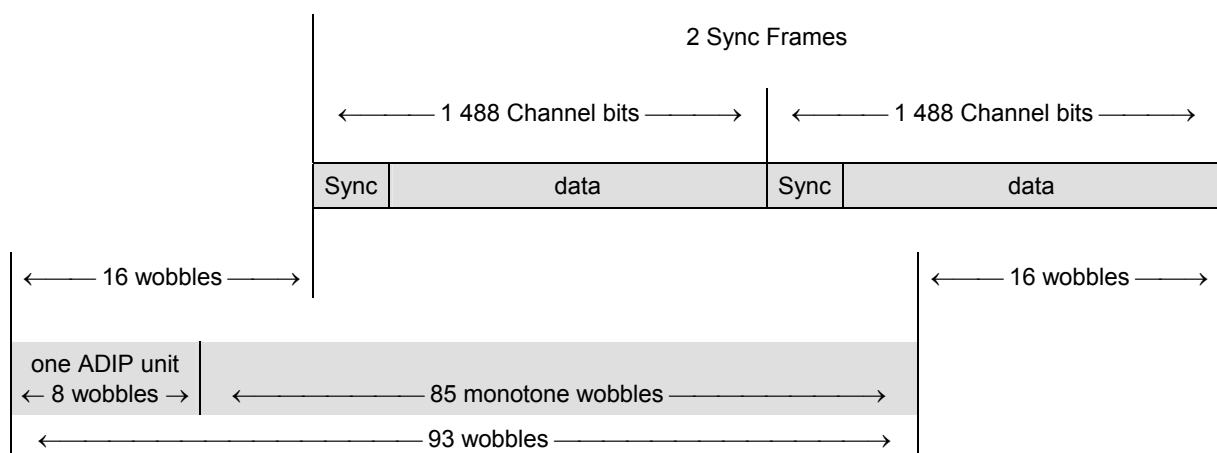 2 Sync Frames
← 1 488 Channel bits → ← 1 488 Channel bits →
Sync data Sync data
← 16 wobbles → ← 16 wobbles →
one ADIP unit
← 8 wobbles → ← 85 monotone wobbles →
← 93 wobbles →